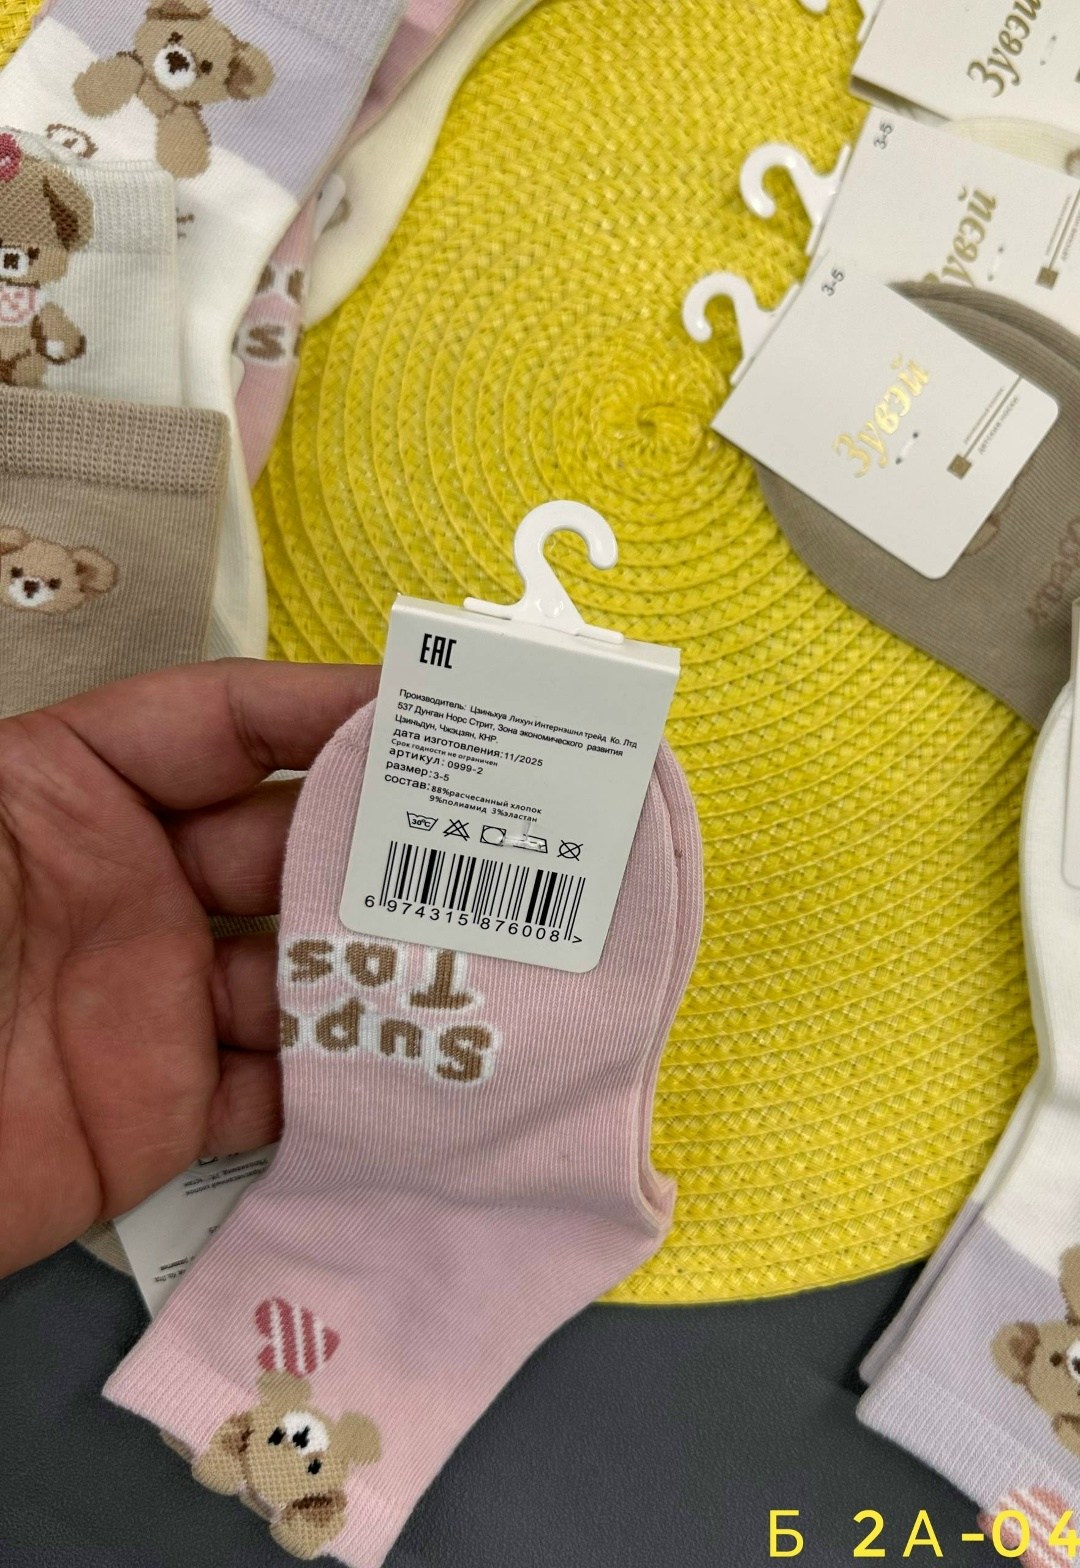 Зувэй
3-5
Зувэй
3-5
Зувэй
EAC
Производитель: Цзиньхуа Лихун Интернэшнл трейд Ко. Лтд
537 Дунган Норс Стрит, Зона экономического развития
Цзиньдун, Чжэцзян, КНР.
дата изготовления:11/2025
Срок годности не ограничен
артикул: 0999-2
размер:3-5
состав:88%расчесанный хлопок
9%полиамид 3%эластан
30°C
6 974315 876008 >
Tos
Supe
Б 2А-04